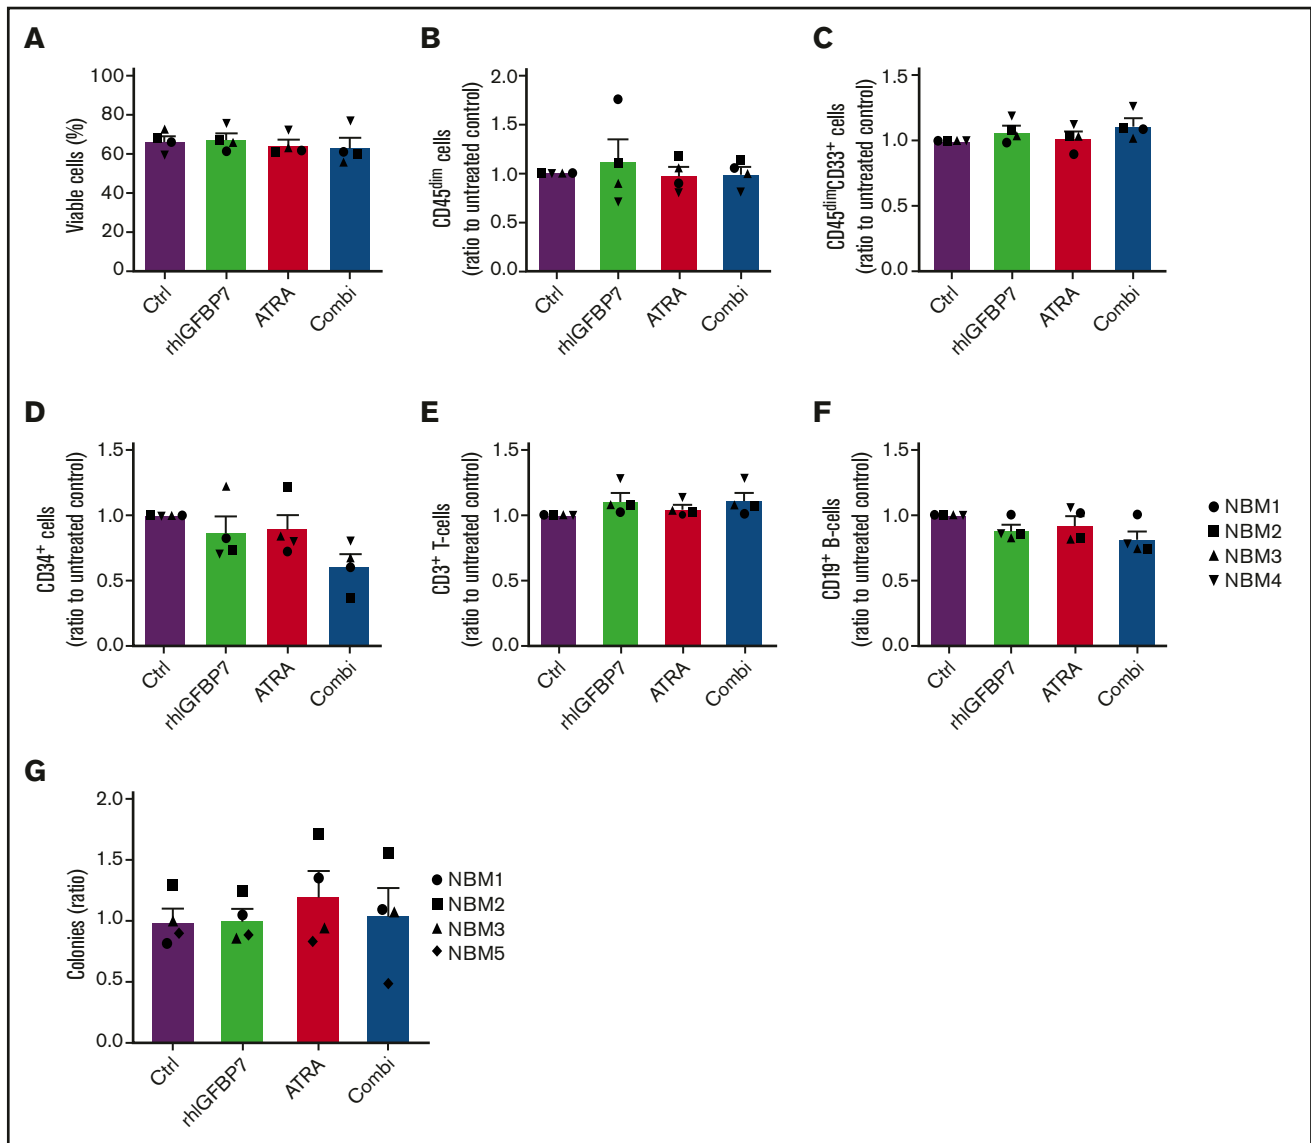 A
Viable cells (%)
100
80
60
40
20
0
Ctrl
rhIGFBP7
ATRA
Combi
B
CD45dim cells
(ratio to untreated control)
2.0
1.5
1.0
0.5
0.0
Ctrl
rhIGFBP7
ATRA
Combi
C
CD45dimCD33+ cells
(ratio to untreated control)
1.5
1.0
0.5
0.0
Ctrl
rhIGFBP7
ATRA
Combi
D
CD34+ cells
(ratio to untreated control)
1.5
1.0
0.5
0.0
Ctrl
rhIGFBP7
ATRA
Combi
E
CD3+ T-cells
(ratio to untreated control)
1.5
1.0
0.5
0.0
Ctrl
rhIGFBP7
ATRA
Combi
F
CD19+ B-cells
(ratio to untreated control)
1.5
1.0
0.5
0.0
Ctrl
rhIGFBP7
ATRA
Combi
NBM1
NBM2
NBM3
NBM4
G
Colonies (ratio)
2.0
1.5
1.0
0.5
0.0
Ctrl
rhIGFBP7
ATRA
Combi
NBM1
NBM2
NBM3
NBM5